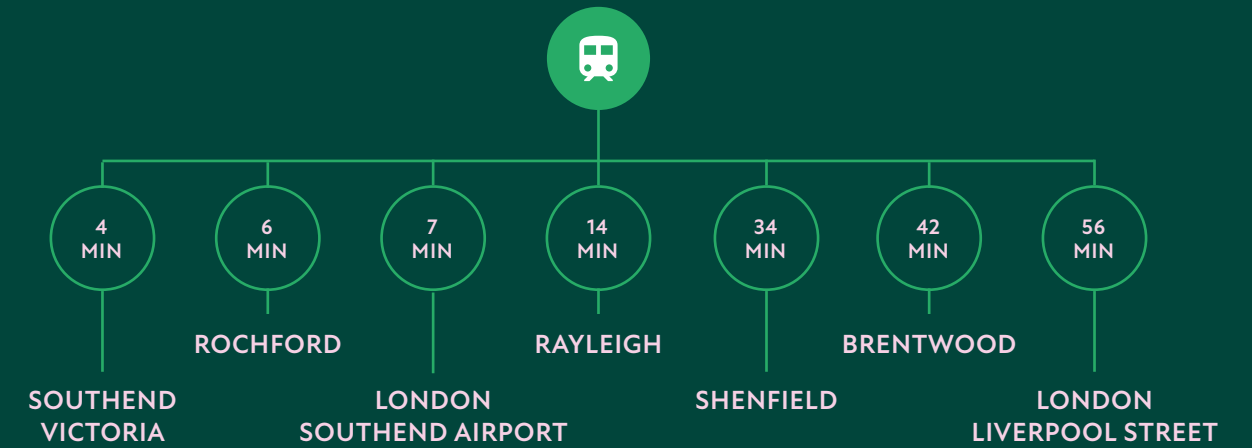 4
MIN
6
MIN
7
MIN
14
MIN
34
MIN
42
MIN
56
MIN
ROCHFORD
RAYLEIGH
BRENTWOOD
SOUTHEND
VICTORIA
LONDON
SOUTHEND AIRPORT
SHENFIELD
LONDON
LIVERPOOL STREET